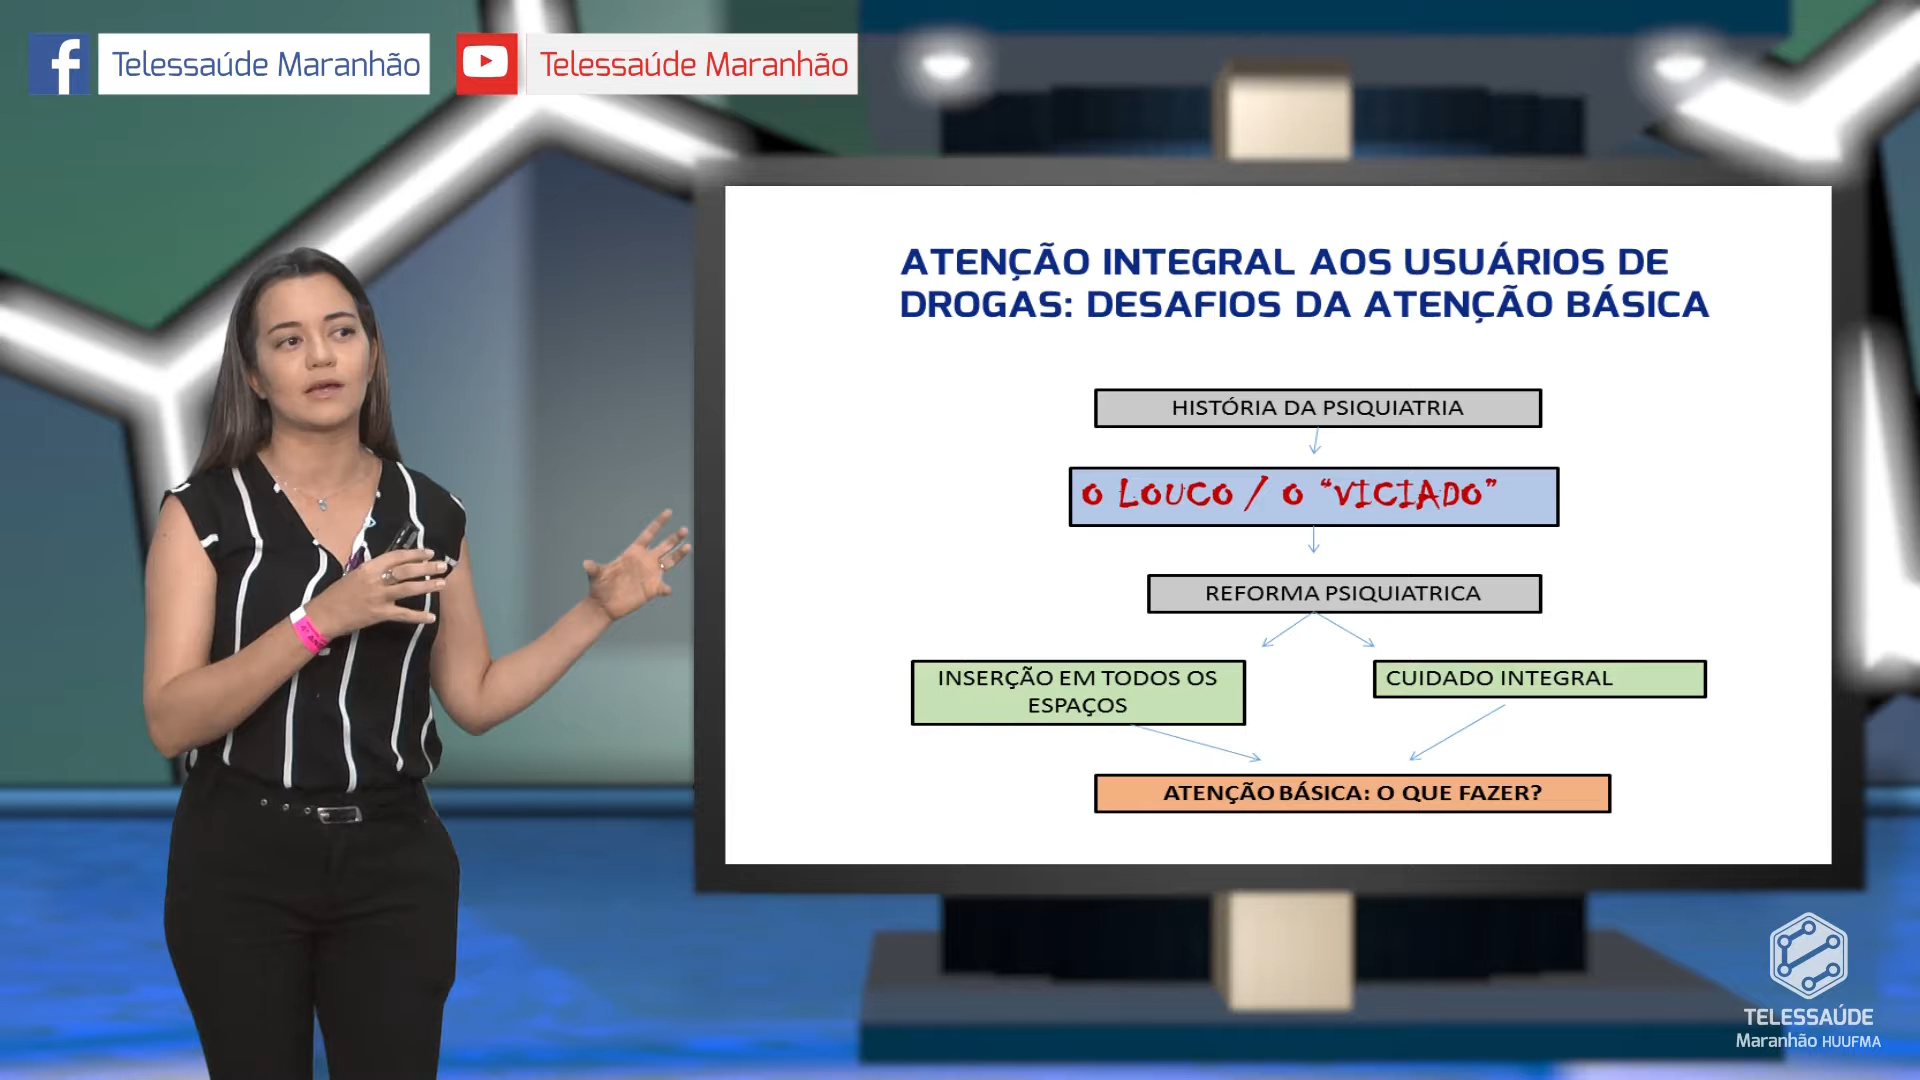 Telessaúde Maranhão
Telessaúde Maranhão
ATENÇÃO INTEGRAL AOS USUÁRIOS DE
DROGAS: DESAFIOS DA ATENÇÃO BÁSICA
HISTÓRIA DA PSIQUIATRIA
O LOUCO / O “VICIADO”
REFORMA PSIQUIATRICA
INSERÇÃO EM TODOS OS
ESPAÇOS
CUIDADO INTEGRAL
ATENÇÃO BÁSICA: O QUE FAZER?
TELESSAÚDE
Maranhão HUUFMA